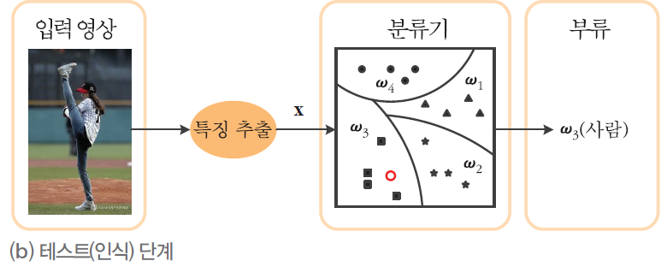 입력 영상
분류기
부류
특징 추출
x
ω4
ω1
ω3
ω2
ω3(사람)
(b) 테스트(인식) 단계